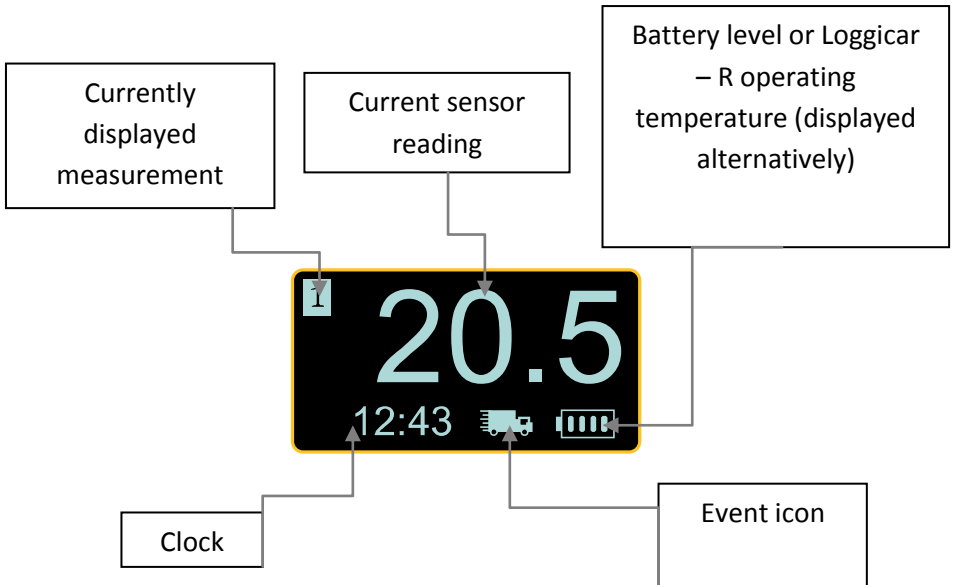 Battery level or Loggicar
– R operating
temperature (displayed
alternatively)
Currently
displayed
measurement
Current sensor
reading
1
20.5
12:43
Clock
Event icon